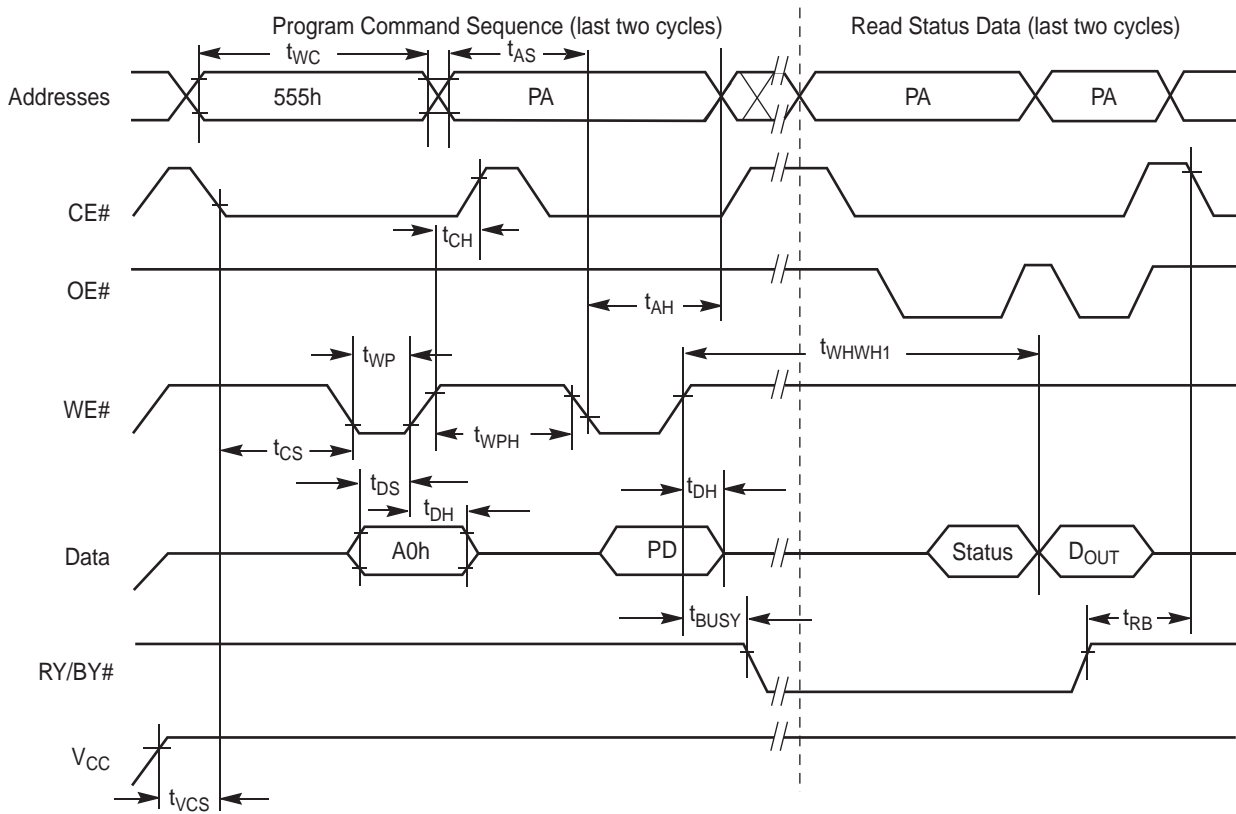 Program Command Sequence (last two cycles)
Read Status Data (last two cycles)
tWC
tAS
Addresses
555h
PA
PA
PA
CE#
tCH
OE#
tAH
tWP
tWHWH1
WE#
tCS
tWPH
tDS
tDH
tDH
Data
A0h
PD
Status
DOUT
tBUSY
tRB
RY/BY#
VCC
tVCS